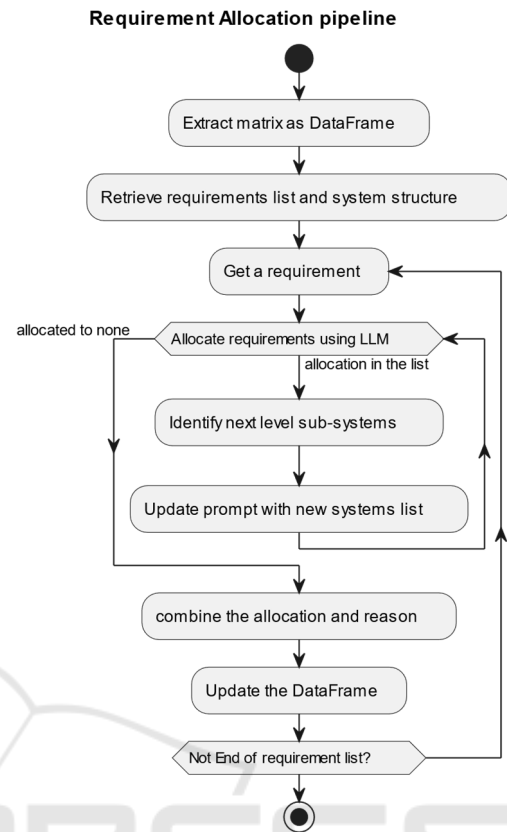 Requirement Allocation pipeline
Extract matrix as DataFrame
Retrieve requirements list and system structure
Get a requirement
allocated to none
Allocate requirements using LLM
allocation in the list
Identify next level sub-systems
Update prompt with new systems list
combine the allocation and reason
Update the DataFrame
Not End of requirement list?